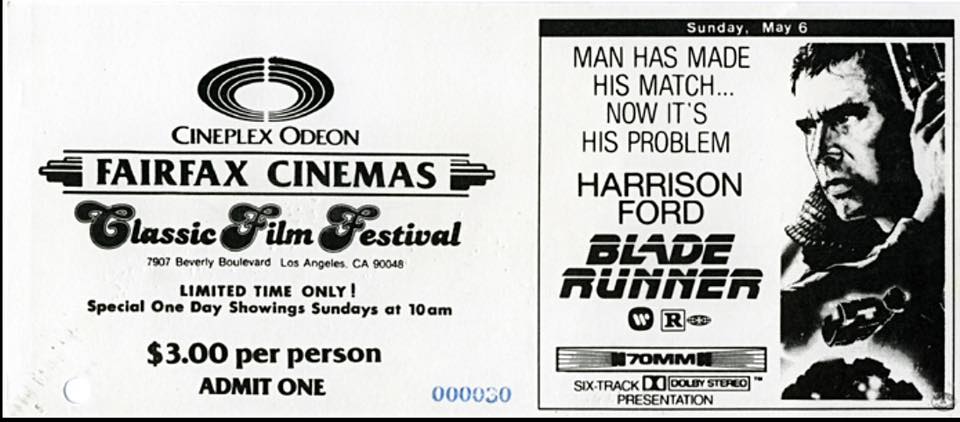 CINEPLEX ODEON
FAIRFAX CINEMAS
Classic Film Festival
7907 Beverly Boulevard Los Angeles, CA 90048
LIMITED TIME ONLY!
Special One Day Showings Sundays at 10am
$3.00 per person
ADMIT ONE
000030
Sunday, May 6
MAN HAS MADE
HIS MATCH...
NOW IT'S
HIS PROBLEM
HARRISON
FORD
BLADE
RUNNER
R
70MM
SIX-TRACK DOLBY STEREO ™
PRESENTATION